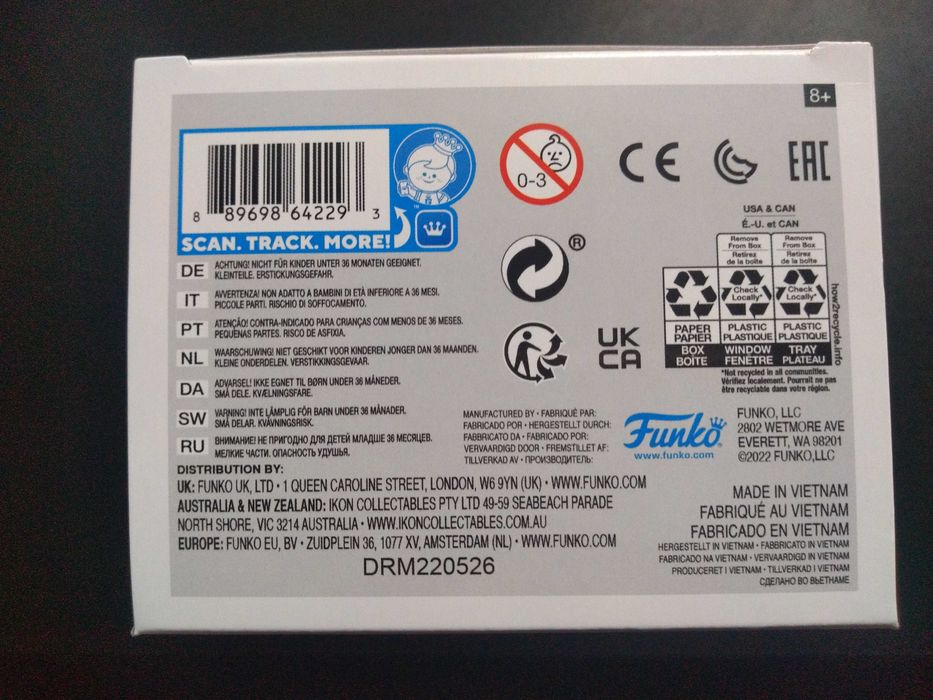 8+
8 89698 64229 3
SCAN. TRACK. MORE!
™
0-3
CE
EAC
®
UK
CA
USA & CAN
É.-U. et CAN
Remove
From Box
Retirez
de la boîte
Remove
From Box
Retirez
de la boîte
Check
Locally*
Check
Locally*
PAPER
PAPIER
PLASTIC
PLASTIQUE
PLASTIC
PLASTIQUE
BOX
BOÎTE
WINDOW
FENÊTRE
TRAY
PLATEAU
how2recycle.info
*Not recycled in all communities.
Vérifiez localement. Pourrait ne pas
être recyclable dans votre région.
DE ACHTUNG! NICHT FÜR KINDER UNTER 36 MONATEN GEEIGNET.
KLEINTEILE. ERSTICKUNGSGEFAHR.
IT AVVERTENZA! NON ADATTO A BAMBINI DI ETÀ INFERIORE A 36 MESI.
PICCOLE PARTI. RISCHIO DI SOFFOCAMENTO.
PT ATENÇÃO! CONTRA-INDICADO PARA CRIANÇAS COM MENOS DE 36 MESES.
PEQUENAS PARTES. RISCO DE ASFIXIA.
NL WAARSCHUWING! NIET GESCHIKT VOOR KINDEREN JONGER DAN 36 MAANDEN.
KLEINE ONDERDELEN. VERSTIKKINGSGEVAAR.
DA ADVARSEL! IKKE EGNET TIL BØRN UNDER 36 MÅNEDER.
SMÅ DELE. KVÆLNINGSFARE.
SW VARNING! INTE LÄMPLIG FÖR BARN UNDER 36 MÅNADER.
SMÅ DELAR. KVÄVNINGSRISK.
RU ВНИМАНИЕ! НЕ ПРИГОДНО ДЛЯ ДЕТЕЙ МЛАДШЕ 36 МЕСЯЦЕВ.
МЕЛКИЕ ЧАСТИ. ОПАСНОСТЬ УДУШЬЯ.
MANUFACTURED BY • FABRIQUÉ PAR:
FABRICADO POR • HERGESTELLT DURCH:
FABBRICATO DA • FABRICADO POR:
VERVAARDIGD DOOR • FREMSTILLET AF:
TILLVERKAD AV • ПРОИЗВОДИТЕЛЬ:
Funko
www.funko.com
FUNKO, LLC
2802 WETMORE AVE
EVERETT, WA 98201
©2022 FUNKO,LLC
DISTRIBUTION BY:
UK: FUNKO UK, LTD • 1 QUEEN CAROLINE STREET, LONDON, W6 9YN (UK) • WWW.FUNKO.COM
AUSTRALIA & NEW ZEALAND: IKON COLLECTABLES PTY LTD 49-59 SEABEACH PARADE
NORTH SHORE, VIC 3214 AUSTRALIA • WWW.IKONCOLLECTABLES.COM.AU
EUROPE: FUNKO EU, BV • ZUIDPLEIN 36, 1077 XV, AMSTERDAM (NL) • WWW.FUNKO.COM
DRM220526
MADE IN VIETNAM
FABRIQUÉ AU VIETNAM
FABRICADO EN VIETNAM
HERGESTELLT IN VIETNAM • FABBRICATO IN VIETNAM
FABRICADO NA VIETNAM • VERVAARDIGD IN VIETNAM
PRODUCERET I VIETNAM • TILLVERKAD I VIETNAM
СДЕЛАНО ВО ВЬЕТНАМЕ